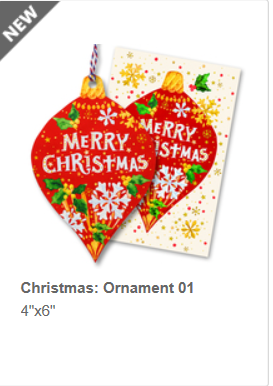 NEW
MERRY
CHRISTMAS
MERRY
CHRISTMAS
Christmas: Ornament 01
4"x6"